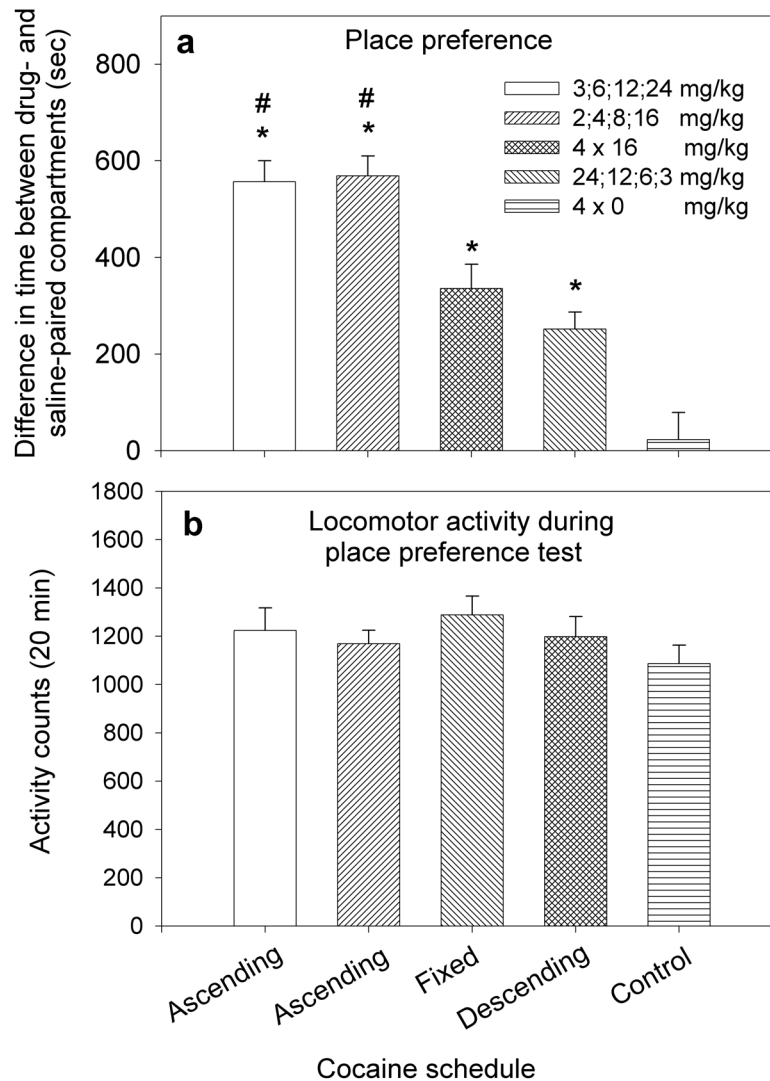 a
Place preference
Difference in time between drug- and
saline-paired compartments (sec)
800
600
400
200
0
#
*
#
*
*
*
3;6;12;24 mg/kg
2;4;8;16 mg/kg
4 x 16 mg/kg
24;12;6;3 mg/kg
4 x 0 mg/kg
b
Locomotor activity during
place preference test
Activity counts (20 min)
1800
1600
1400
1200
1000
800
600
400
200
0
Ascending
Ascending
Fixed
Descending
Control
Cocaine schedule